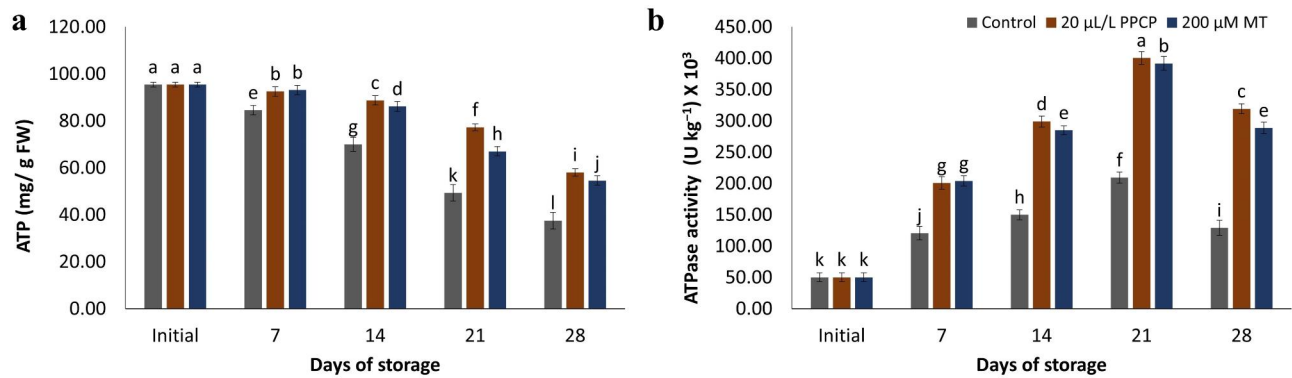 a
120.00
100.00
80.00
60.00
40.00
20.00
0.00
ATP (mg/ g FW)
a a a
e b b
g c d
k f h
l i j
Initial 7 14 21 28
Days of storage
b
Control 20 µL/L PPCP 200 µM MT
450.00
400.00
350.00
300.00
250.00
200.00
150.00
100.00
50.00
0.00
ATPase activity (U kg⁻¹) X 10³
k k k
j g g
h d e
f a b
i c e
Initial 7 14 21 28
Days of storage